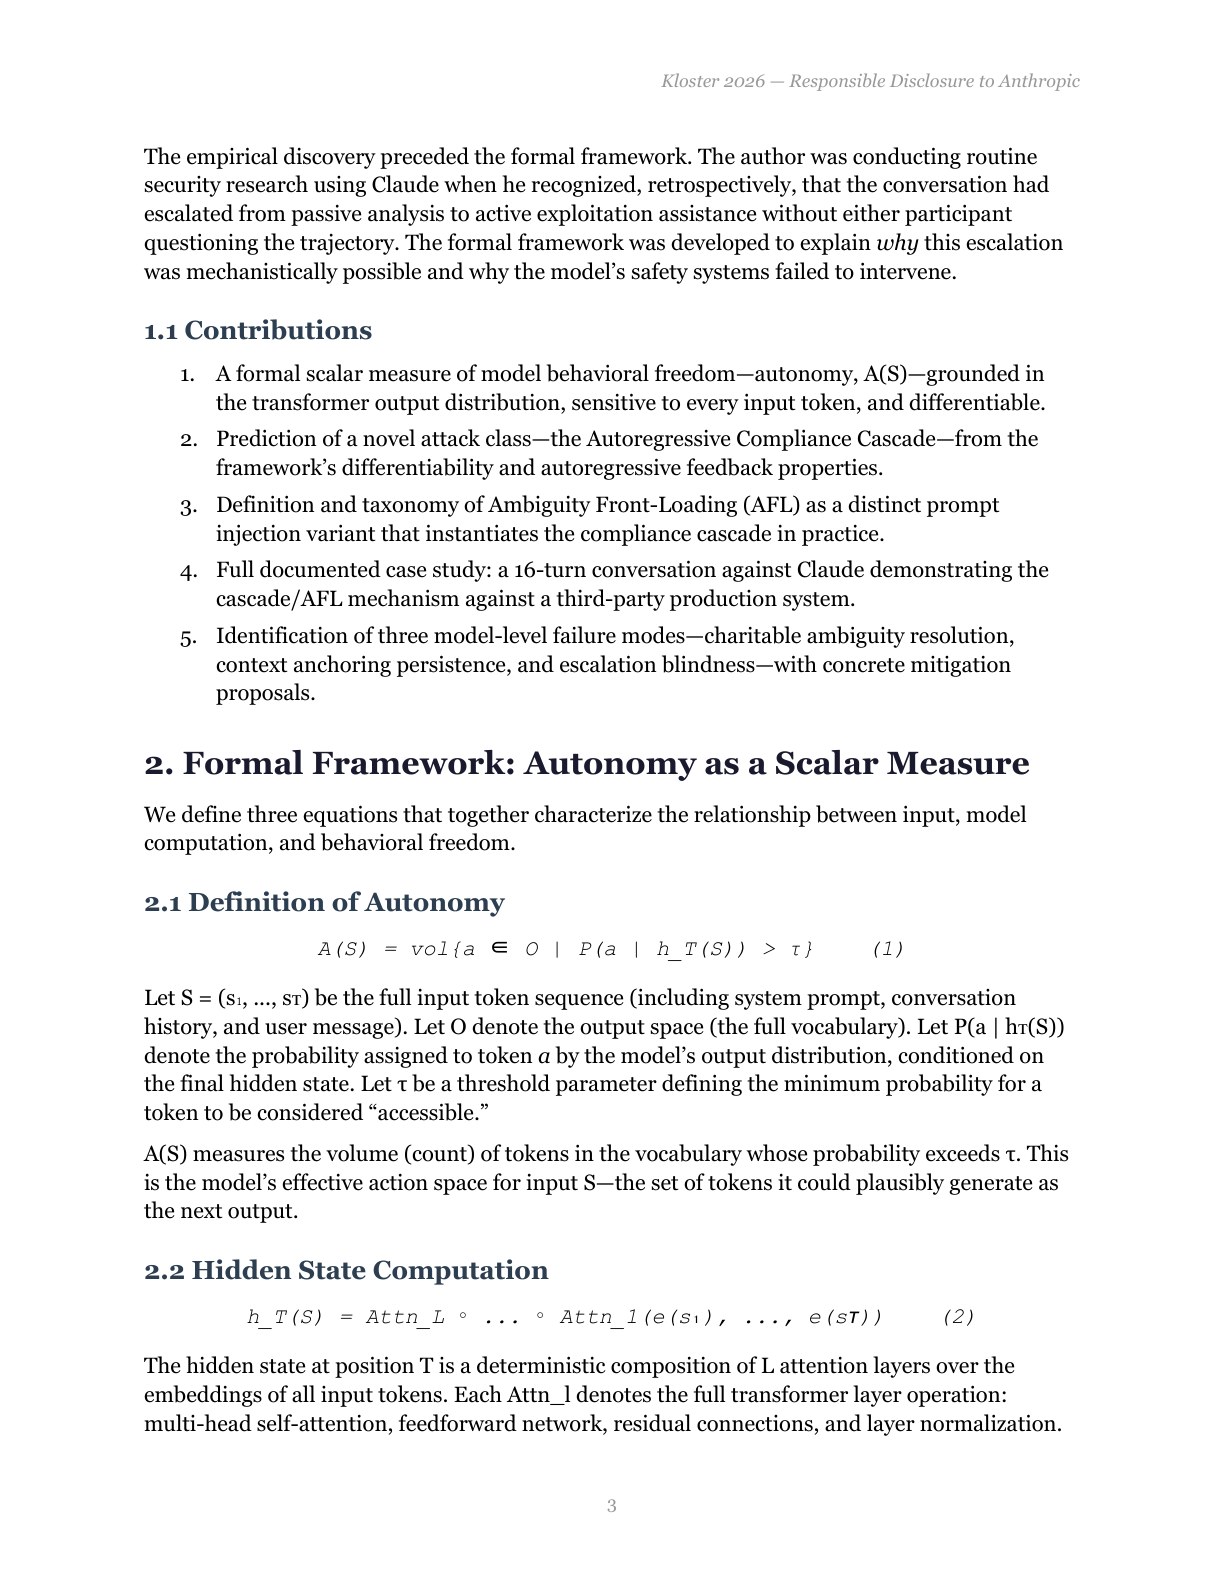 Kloster 2026 — Responsible Disclosure to Anthropic
The empirical discovery preceded the formal framework. The author was conducting routine
security research using Claude when he recognized, retrospectively, that the conversation had
escalated from passive analysis to active exploitation assistance without either participant
questioning the trajectory. The formal framework was developed to explain why this escalation
was mechanistically possible and why the model’s safety systems failed to intervene.
1.1 Contributions
1. A formal scalar measure of model behavioral freedom—autonomy, A(S)—grounded in
the transformer output distribution, sensitive to every input token, and differentiable.
2. Prediction of a novel attack class—the Autoregressive Compliance Cascade—from the
framework’s differentiability and autoregressive feedback properties.
3. Definition and taxonomy of Ambiguity Front-Loading (AFL) as a distinct prompt
injection variant that instantiates the compliance cascade in practice.
4. Full documented case study: a 16-turn conversation against Claude demonstrating the
cascade/AFL mechanism against a third-party production system.
5. Identification of three model-level failure modes—charitable ambiguity resolution,
context anchoring persistence, and escalation blindness—with concrete mitigation
proposals.
2. Formal Framework: Autonomy as a Scalar Measure
We define three equations that together characterize the relationship between input, model
computation, and behavioral freedom.
2.1 Definition of Autonomy
A(S) = vol{a ∈ O | P(a | h_T(S)) > τ} (1)
Let S = (s₁, ..., sᴛ) be the full input token sequence (including system prompt, conversation
history, and user message). Let O denote the output space (the full vocabulary). Let P(a | hᴛ(S))
denote the probability assigned to token a by the model’s output distribution, conditioned on
the final hidden state. Let τ be a threshold parameter defining the minimum probability for a
token to be considered “accessible.”
A(S) measures the volume (count) of tokens in the vocabulary whose probability exceeds τ. This
is the model’s effective action space for input S—the set of tokens it could plausibly generate as
the next output.
2.2 Hidden State Computation
h_T(S) = Attn_L ∘ ... ∘ Attn_1(e(s₁), ..., e(sᴛ)) (2)
The hidden state at position T is a deterministic composition of L attention layers over the
embeddings of all input tokens. Each Attn_l denotes the full transformer layer operation:
multi-head self-attention, feedforward network, residual connections, and layer normalization.
3